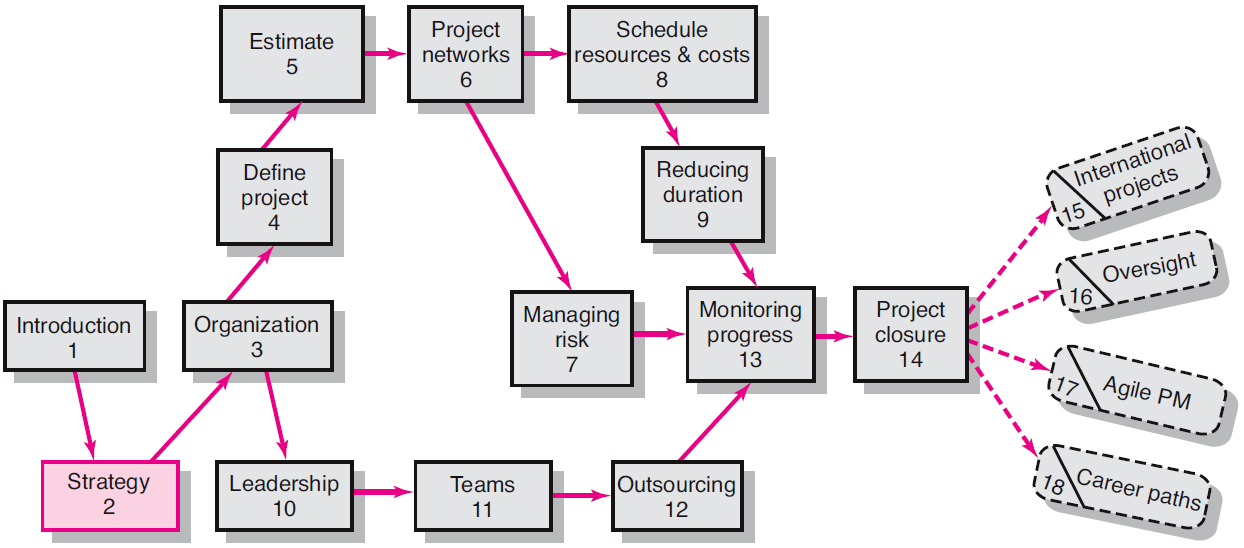 Estimate
5
Project
networks
6
Schedule
resources & costs
8
Define
project
4
Reducing
duration
9
International
projects
15
Oversight
16
Introduction
1
Organization
3
Managing
risk
7
Monitoring
progress
13
Project
closure
14
Agile PM
17
Strategy
2
Leadership
10
Teams
11
Outsourcing
12
Career paths
18